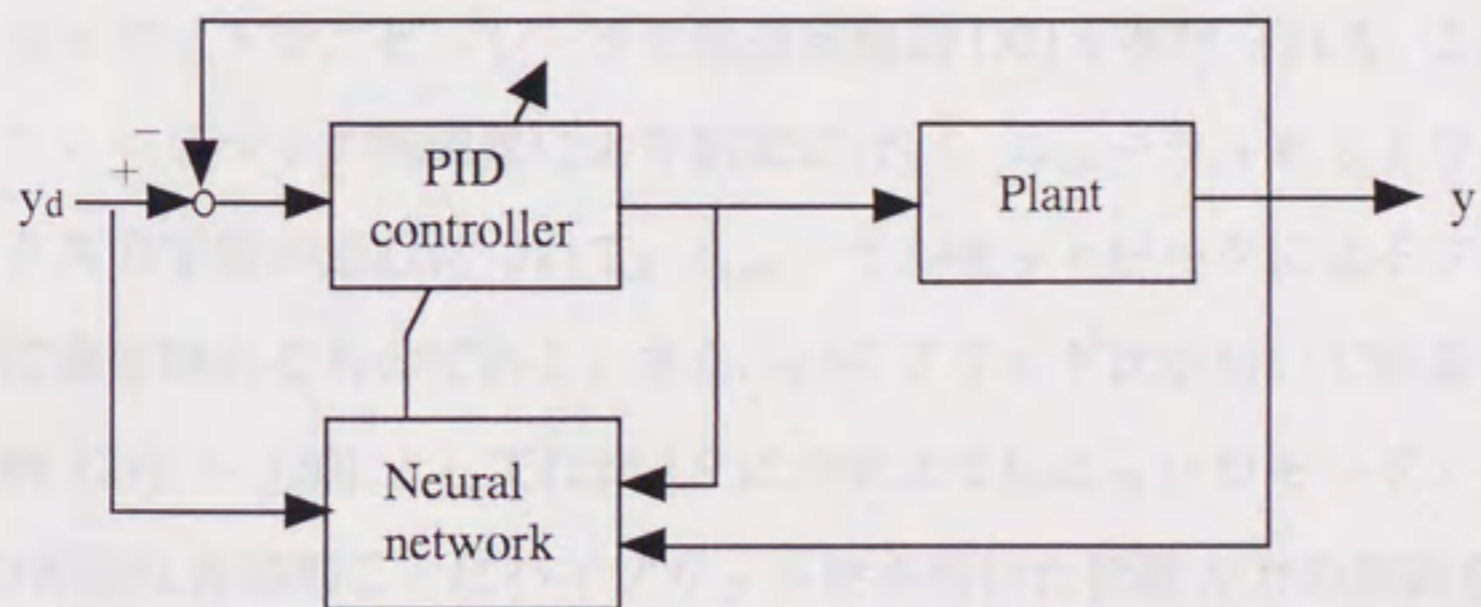 −
+
yd
PID
controller
Plant
y
Neural
network